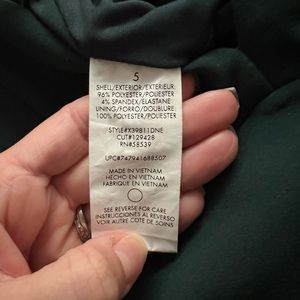 5
SHELL/EXTERIOR/EXTERIEUR:
96% POLYESTER/POLIESTER
4% SPANDEX/ELASTANE
LINING/FORRO/DOUBLURE:
100% POLYESTER/POLIESTER
STYLE#X39811DNE
CUT#129428
RN#58539
UPC#747941688507
MADE IN VIETNAM
HECHO EN VIETNAM
FABRIQUE EN VIETNAM
SEE REVERSE FOR CARE
INSTRUCCIONES AL REVERSO
VOIR L'AUTRE COTE DE SOINS